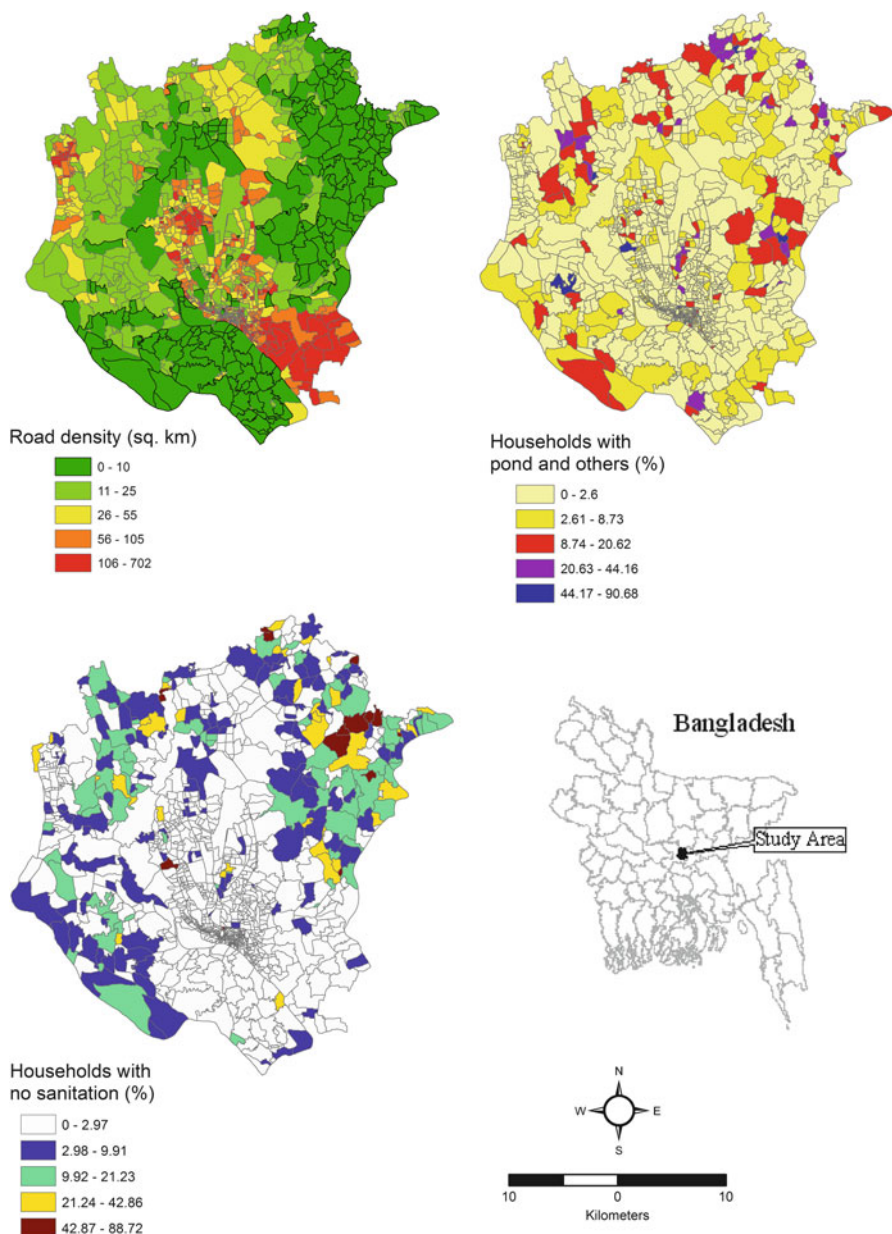 Road density (sq. km)
0 - 10
11 - 25
26 - 55
56 - 105
106 - 702
Households with
pond and others (%)
0 - 2.6
2.61 - 8.73
8.74 - 20.62
20.63 - 44.16
44.17 - 90.68
Households with
no sanitation (%)
0 - 2.97
2.98 - 9.91
9.92 - 21.23
21.24 - 42.86
42.87 - 88.72
Bangladesh
Study Area
N
W
E
S
10
0
10
Kilometers